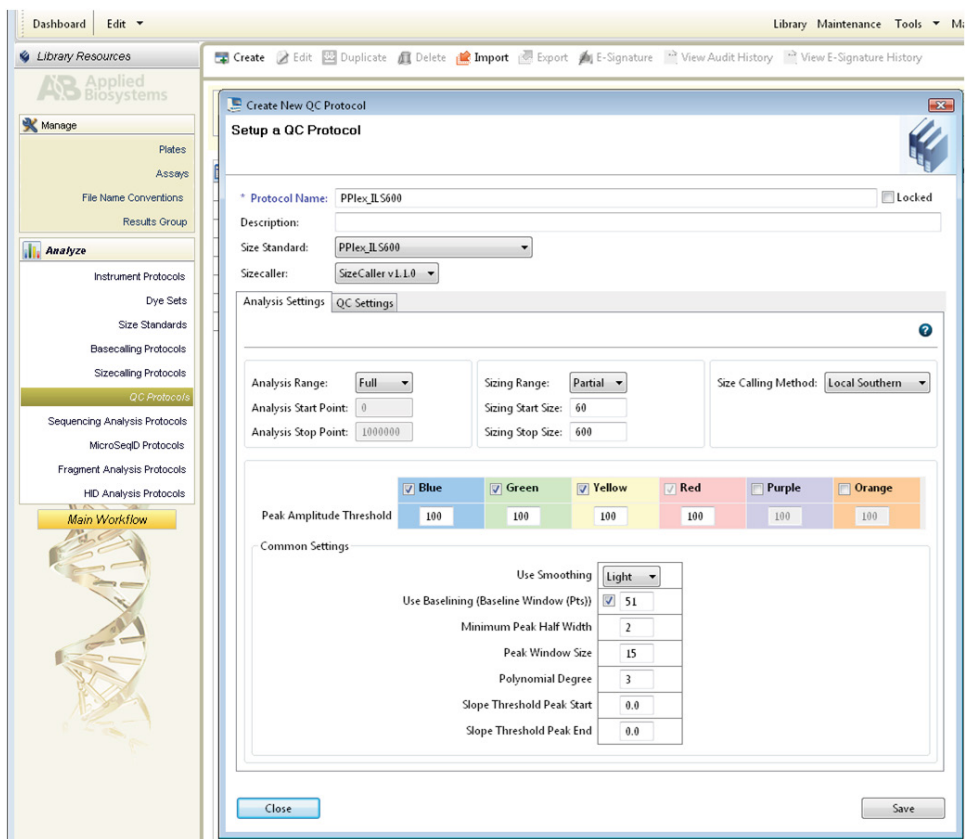 Dashboard Edit Library Maintenance Tools Ma
Library Resources
Create Edit Duplicate Delete Import Export E-Signature View Audit History View E-Signature History
AB Applied
Biosystems
Manage
Plates
Assays
File Name Conventions
Results Group
Analyze
Instrument Protocols
Dye Sets
Size Standards
Basecalling Protocols
Sizecalling Protocols
QC Protocols
Sequencing Analysis Protocols
MicroSeqID Protocols
Fragment Analysis Protocols
HID Analysis Protocols
Main Workflow
Create New QC Protocol
Setup a QC Protocol
* Protocol Name: PPlex_ILS600 Locked
Description:
Size Standard: PPlex_ILS600
Sizecaller: SizeCaller v1.1.0
Analysis Settings QC Settings
?
Analysis Range: Full Sizing Range: Partial Size Calling Method: Local Southern
Analysis Start Point: 0 Sizing Start Size: 60
Analysis Stop Point: 1000000 Sizing Stop Size: 600
Blue Green Yellow Red Purple Orange
Peak Amplitude Threshold 100 100 100 100 100 100
Common Settings
Use Smoothing Light
Use Baselining (Baseline Window (Pts)) 51
Minimum Peak Half Width 2
Peak Window Size 15
Polynomial Degree 3
Slope Threshold Peak Start 0.0
Slope Threshold Peak End 0.0
Close Save